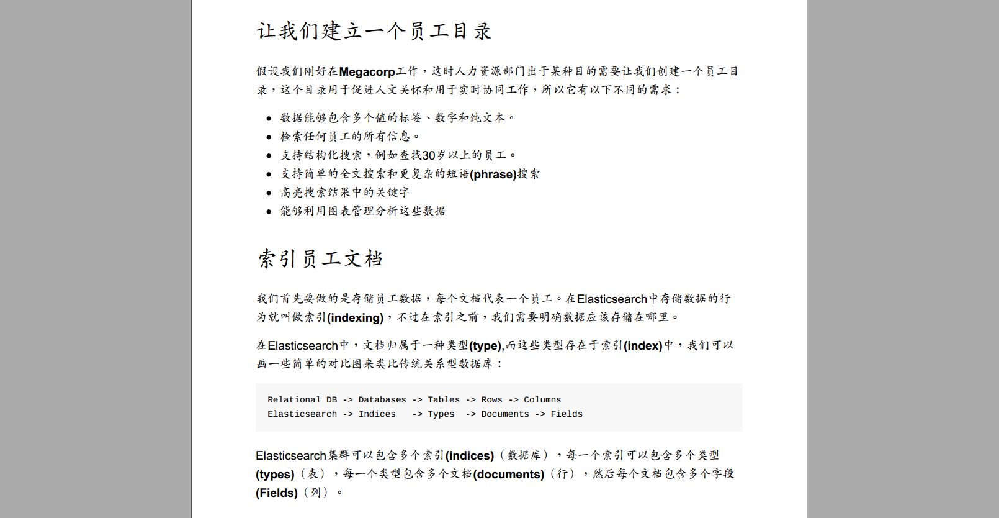 让我们建立一个员工目录
假设我们刚好在Megacorp工作，这时人力资源部门出于某种目的需要让我们创建一个员工目
录，这个目录用于促进人文关怀和用于实时协同工作，所以它有以下不同的需求：
● 数据能够包含多个值的标签、数字和纯文本。
● 检索任何员工的所有信息。
● 支持结构化搜索，例如查找30岁以上的员工。
● 支持简单的全文搜索和更复杂的短语(phrase)搜索
● 高亮搜索结果中的关键字
● 能够利用图表管理分析这些数据
索引员工文档
我们首先要做的是存储员工数据，每个文档代表一个员工。在Elasticsearch中存储数据的行
为就叫做索引(indexing)，不过在索引之前，我们需要明确数据应该存储在哪里。
在Elasticsearch中，文档归属于一种类型(type),而这些类型存在于索引(index)中，我们可以
画一些简单的对比图来类比传统关系型数据库：
Relational DB -> Databases -> Tables -> Rows -> Columns
Elasticsearch -> Indices   -> Types  -> Documents -> Fields
Elasticsearch集群可以包含多个索引(indices)（数据库），每一个索引可以包含多个类型
(types)（表），每一个类型包含多个文档(documents)（行），然后每个文档包含多个字段
(Fields)（列）。